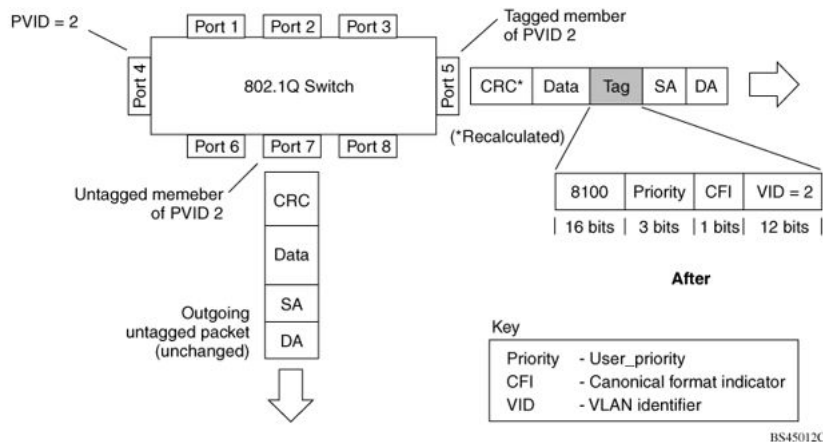 PVID = 2
Port 1
Port 2
Port 3
Tagged member
of PVID 2
Port 4
802.1Q Switch
Port 5
CRC*
Data
Tag
SA
DA
(*Recalculated)
Port 6
Port 7
Port 8
Untagged memeber
of PVID 2
CRC
Data
SA
DA
8100
Priority
CFI
VID = 2
16 bits
3 bits
1 bits
12 bits
After
Outgoing
untagged packet
(unchanged)
Key
Priority - User_priority
CFI - Canonical format indicator
VID - VLAN identifier